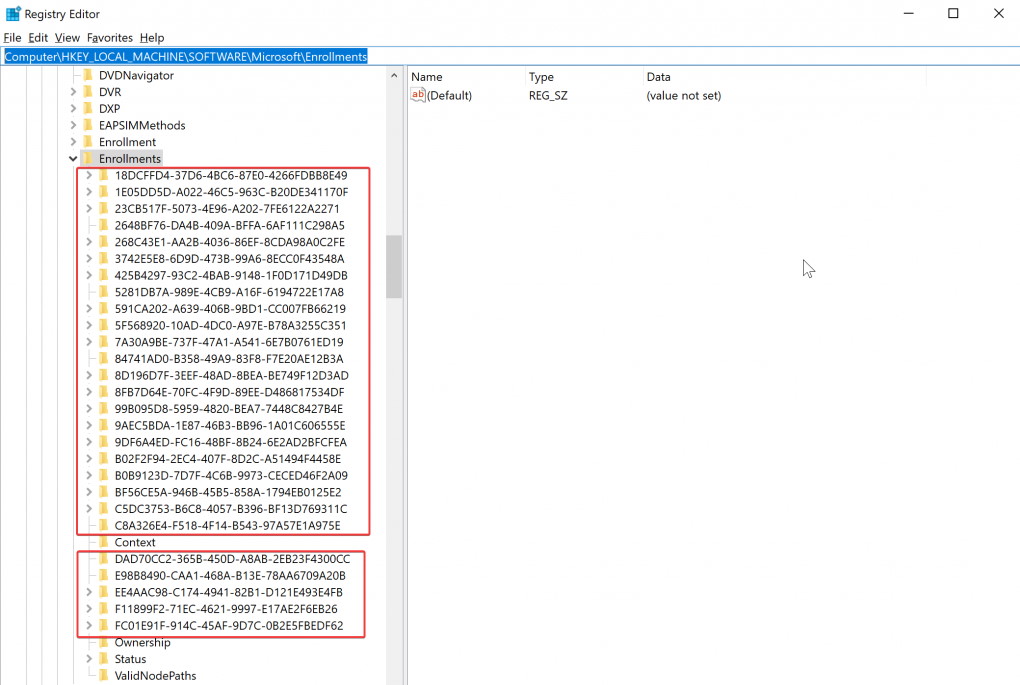 Registry Editor
File Edit View Favorites Help
Computer\HKEY_LOCAL_MACHINE\SOFTWARE\Microsoft\Enrollments
DVDNavigator
DVR
DXP
EAPSIMMethods
Enrollment
Enrollments
18DCFFD4-37D6-4BC6-87E0-4266FDBB8E49
1E05DD5D-A022-46C5-963C-B20DE341170F
23CB517F-5073-4E96-A202-7FE6122A2271
2648BF76-DA4B-409A-BFFA-6AF111C298A5
268C43E1-AA2B-4036-86EF-8CDA98A0C2FE
3742E5E8-6D9D-473B-99A6-8ECC0F43548A
425B4297-93C2-4BAB-9148-1F0D171D49DB
5281DB7A-989E-4CB9-A16F-6194722E17A8
591CA202-A639-406B-9BD1-CC007FB66219
5F568920-10AD-4DC0-A97E-B78A3255C351
7A30A9BE-737F-47A1-A541-6E7B0761ED19
84741AD0-B358-49A9-83F8-F7E20AE12B3A
8D196D7F-3EEF-48AD-8BEA-BE749F12D3AD
8FB7D64E-70FC-4F9D-89EE-D486817534DF
99B095D8-5959-4820-BEA7-7448C8427B4E
9AEC5BDA-1E87-46B3-BB96-1A01C606555E
9DF6A4ED-FC16-48BF-8B24-6E2AD2BFCFEA
B02F2F94-2EC4-407F-8D2C-A51494F4458E
B0B9123D-7D7F-4C6B-9973-CECED46F2A09
BF56CE5A-946B-45B5-858A-1794EB0125E2
C5DC3753-B6C8-4057-B396-BF13D769311C
C8A326E4-F518-4F14-B543-97A57E1A975E
Context
DAD70CC2-365B-450D-A8AB-2EB23F4300CC
E98B8490-CAA1-468A-B13E-78AA6709A20B
EE4AAC98-C174-4941-82B1-D121E493E4FB
F11899F2-71EC-4621-9997-E17AE2F6EB26
FC01E91F-914C-45AF-9D7C-0B2E5FBEDF62
Ownership
Status
ValidNodePaths
Name Type Data
ab (Default) REG_SZ (value not set)